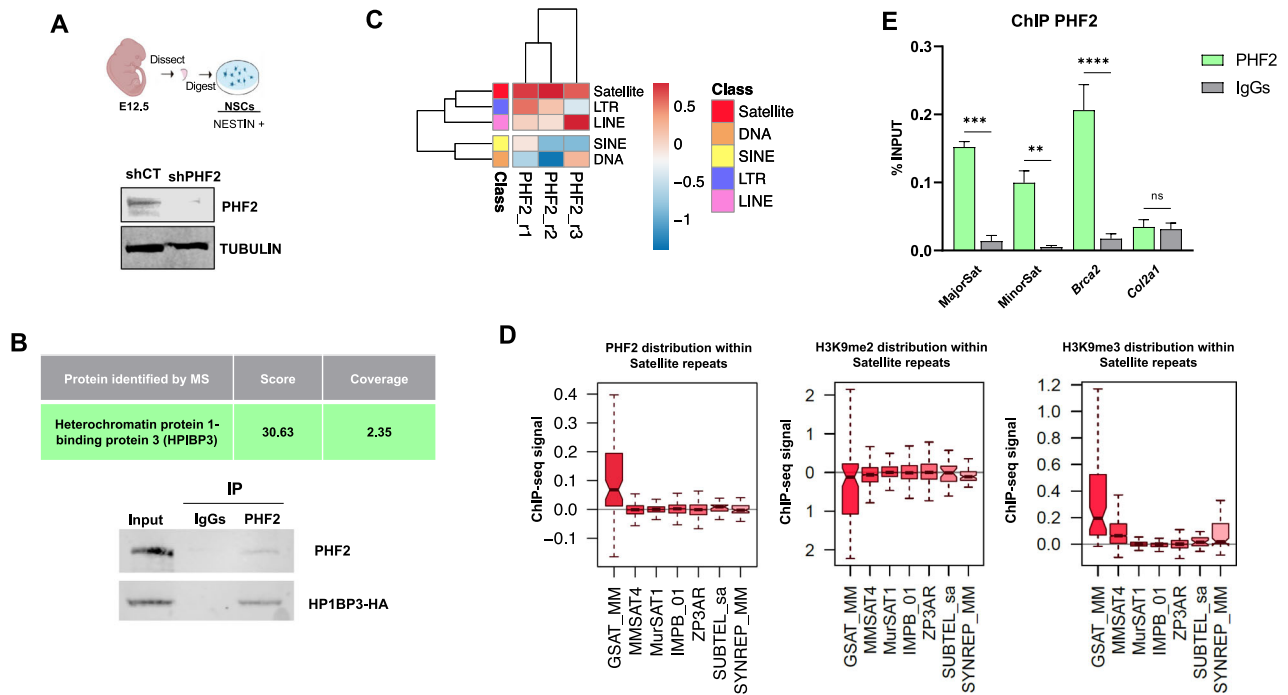 A
Dissect
Digest
E12.5
NSCs
NESTIN +
shCT shPHF2
PHF2
TUBULIN
B
Protein identified by MS Score Coverage
Heterochromatin protein 1-
binding protein 3 (HPIBP3) 30.63 2.35
IP
Input IgGs PHF2
PHF2
HP1BP3-HA
C
Satellite
LTR
LINE
SINE
DNA
Class PHF2_r1 PHF2_r2 PHF2_r3
0.5
0
−0.5
−1
Class
Satellite
DNA
SINE
LTR
LINE
E
ChIP PHF2
% INPUT
0.3
0.2
0.1
0.0
*** ** **** ns
MajorSat MinorSat Brca2 Col2a1
PHF2
IgGs
D
PHF2 distribution within
Satellite repeats
ChIP-seq signal
0.4
0.3
0.2
0.1
0.0
−0.1
GSAT_MM MMSAT4 MurSAT1 IMPB_01 ZP3AR SUBTEL_sa SYNREP_MM
H3K9me2 distribution within
Satellite repeats
ChIP-seq signal
2
1
0
1
2
GSAT_MM MMSAT4 MurSAT1 IMPB_01 ZP3AR SUBTEL_sa SYNREP_MM
H3K9me3 distribution within
Satellite repeats
ChIP-seq signal
1.2
1.0
0.8
0.6
0.4
0.2
0.0
GSAT_MM MMSAT4 MurSAT1 IMPB_01 ZP3AR SUBTEL_sa SYNREP_MM